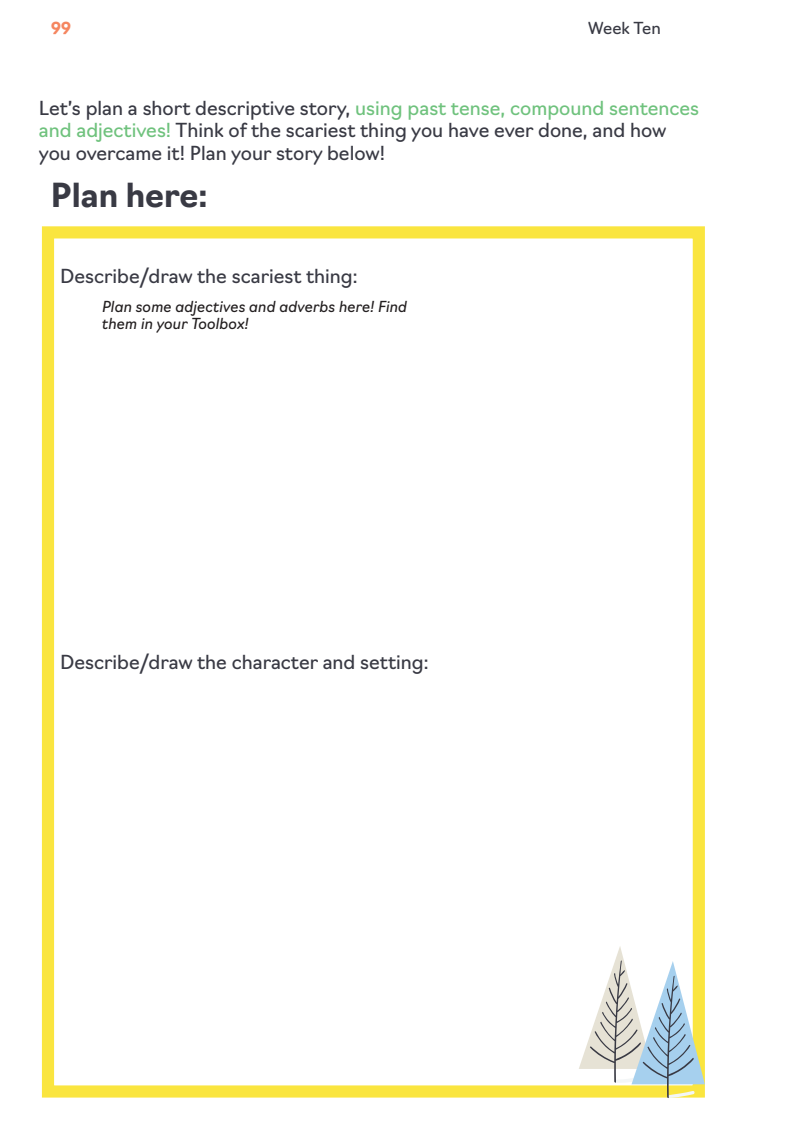 99
Week Ten
Let's plan a short descriptive story, using past tense, compound sentences
and adjectives! Think of the scariest thing you have ever done, and how
you overcame it! Plan your story below!
Plan here:
Describe/draw the scariest thing:
Plan some adjectives and adverbs here! Find
them in your Toolbox!
Describe/draw the character and setting: